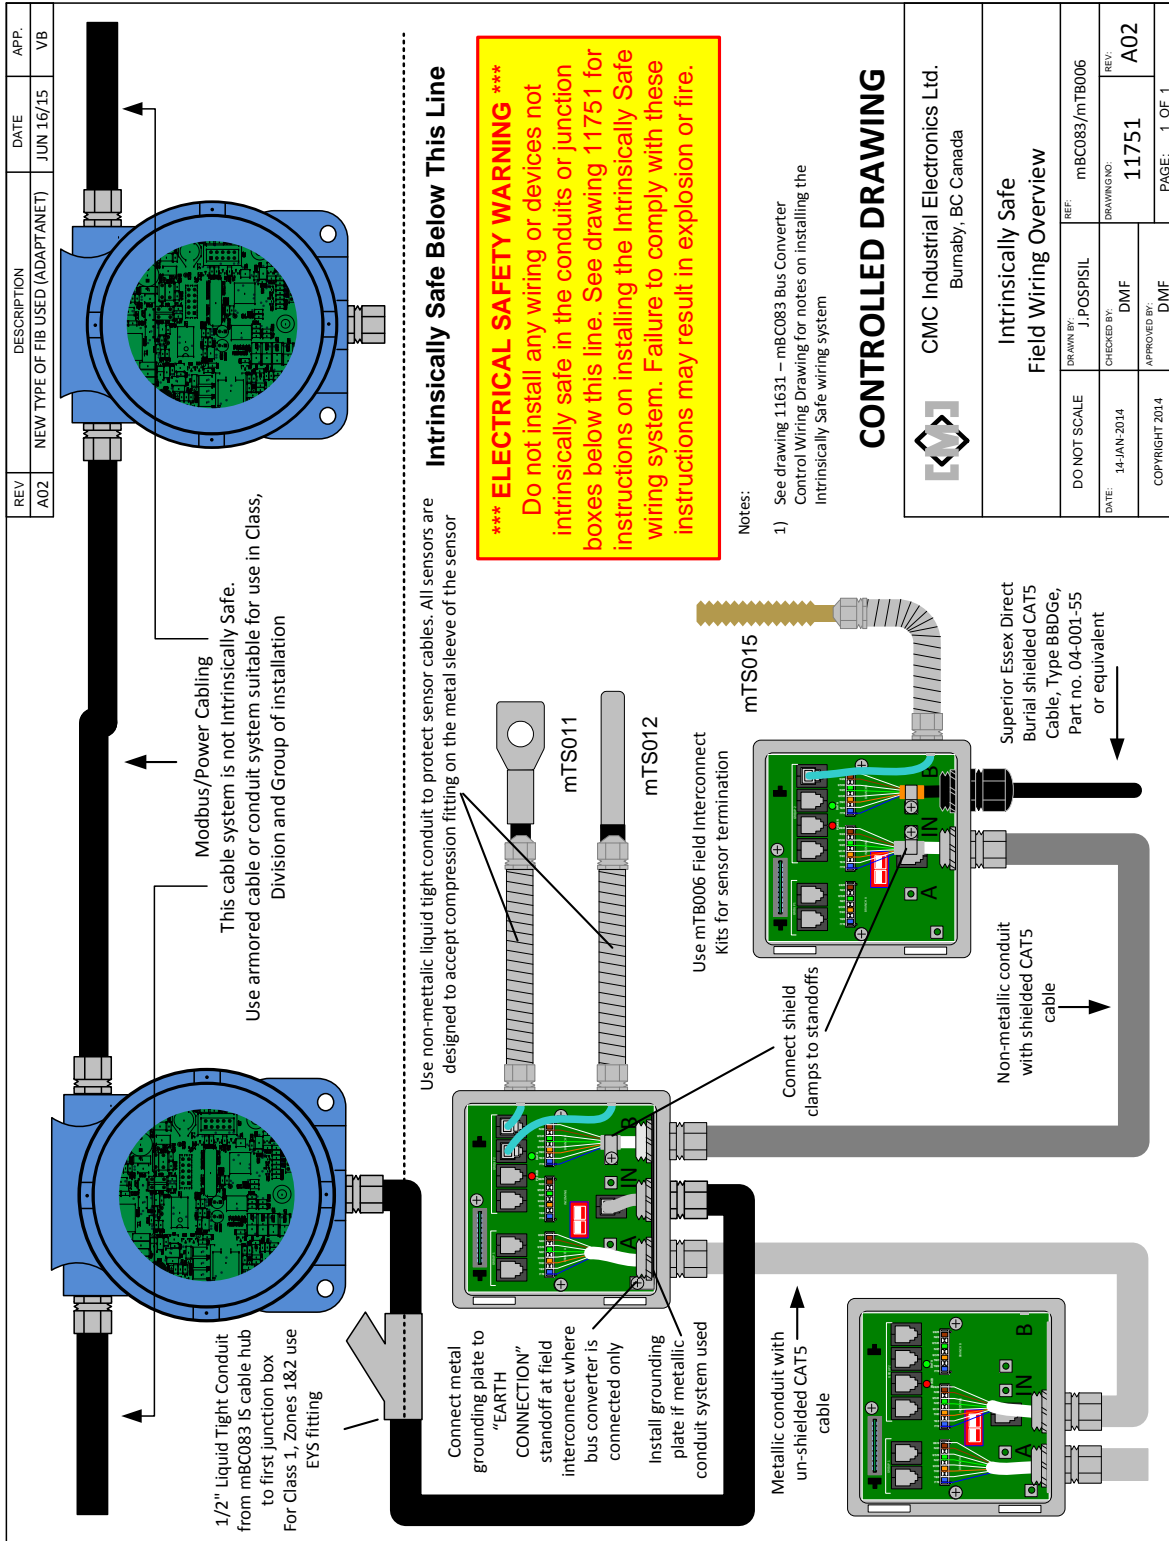 REV
DESCRIPTION
DATE
APP.
A02
NEW TYPE OF FIB USED (ADAPTANET)
JUN 16/15
VB
Modbus/Power Cabling
This cable system is not Intrinsically Safe.
Use armored cable or conduit system suitable for use in Class,
Division and Group of installation
1/2" Liquid Tight Conduit
from mBC083 IS cable hub
to first junction box
For Class 1, Zones 1&2 use
EYS fitting
Intrinsically Safe Below This Line
Use non-mettalic liquid tight conduit to protect sensor cables. All sensors are
designed to accept compression fitting on the metal sleeve of the sensor
*** ELECTRICAL SAFETY WARNING ***
Do not install any wiring or devices not
intrinsically safe in the conduits or junction
boxes below this line. See drawing 11751 for
instructions on installing the Intrinsically Safe
wiring system. Failure to comply with these
instructions may result in explosion or fire.
mTS011
mTS012
mTS015
Connect metal
grounding plate to
"EARTH
CONNECTION"
standoff at field
interconnect where
bus converter is
connected only
Install grounding
plate if metallic
conduit system used
A
IN
B
Use mTB006 Field Interconnect
Kits for sensor termination
Connect shield
clamps to standoffs
A
IN
B
Notes:
1) See drawing 11631 – mBC083 Bus Converter
Control Wiring Drawing for notes on installing the
Intrinsically Safe wiring system
Metallic conduit with
un-shielded CAT5
cable
A
IN
B
Non-metallic conduit
with shielded CAT5
cable
Superior Essex Direct
Burial shielded CAT5
Cable, Type BBDGe,
Part no. 04-001-55
or equivalent
CONTROLLED DRAWING
[M]
CMC Industrial Electronics Ltd.
Burnaby, BC Canada
Intrinsically Safe
Field Wiring Overview
DO NOT SCALE
DRAWN BY:
J.POSPISIL
REF:
mBC083/mTB006
DATE:
14-JAN-2014
CHECKED BY:
DMF
DRAWING NO:
11751
REV:
A02
COPYRIGHT 2014
APPROVED BY:
DMF
PAGE: 1 OF 1